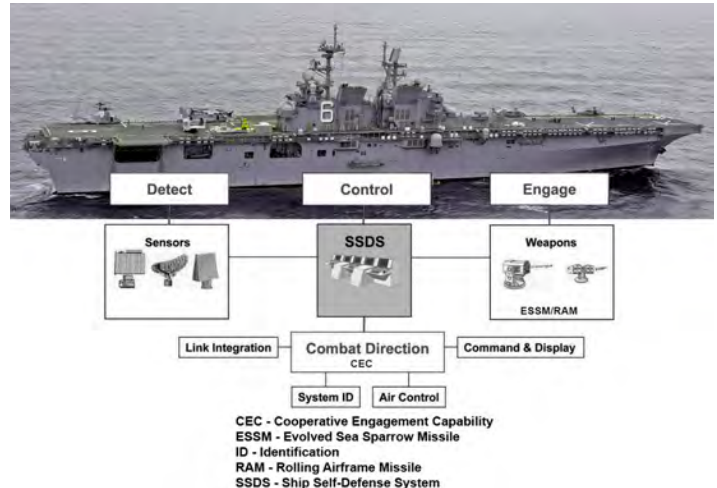 6
Detect
Control
Engage
Sensors
SSDS
Weapons
ESSM/RAM
Link Integration
Combat Direction
CEC
Command & Display
System ID
Air Control
CEC - Cooperative Engagement Capability
ESSM - Evolved Sea Sparrow Missile
ID - Identification
RAM - Rolling Airframe Missile
SSDS - Ship Self-Defense System